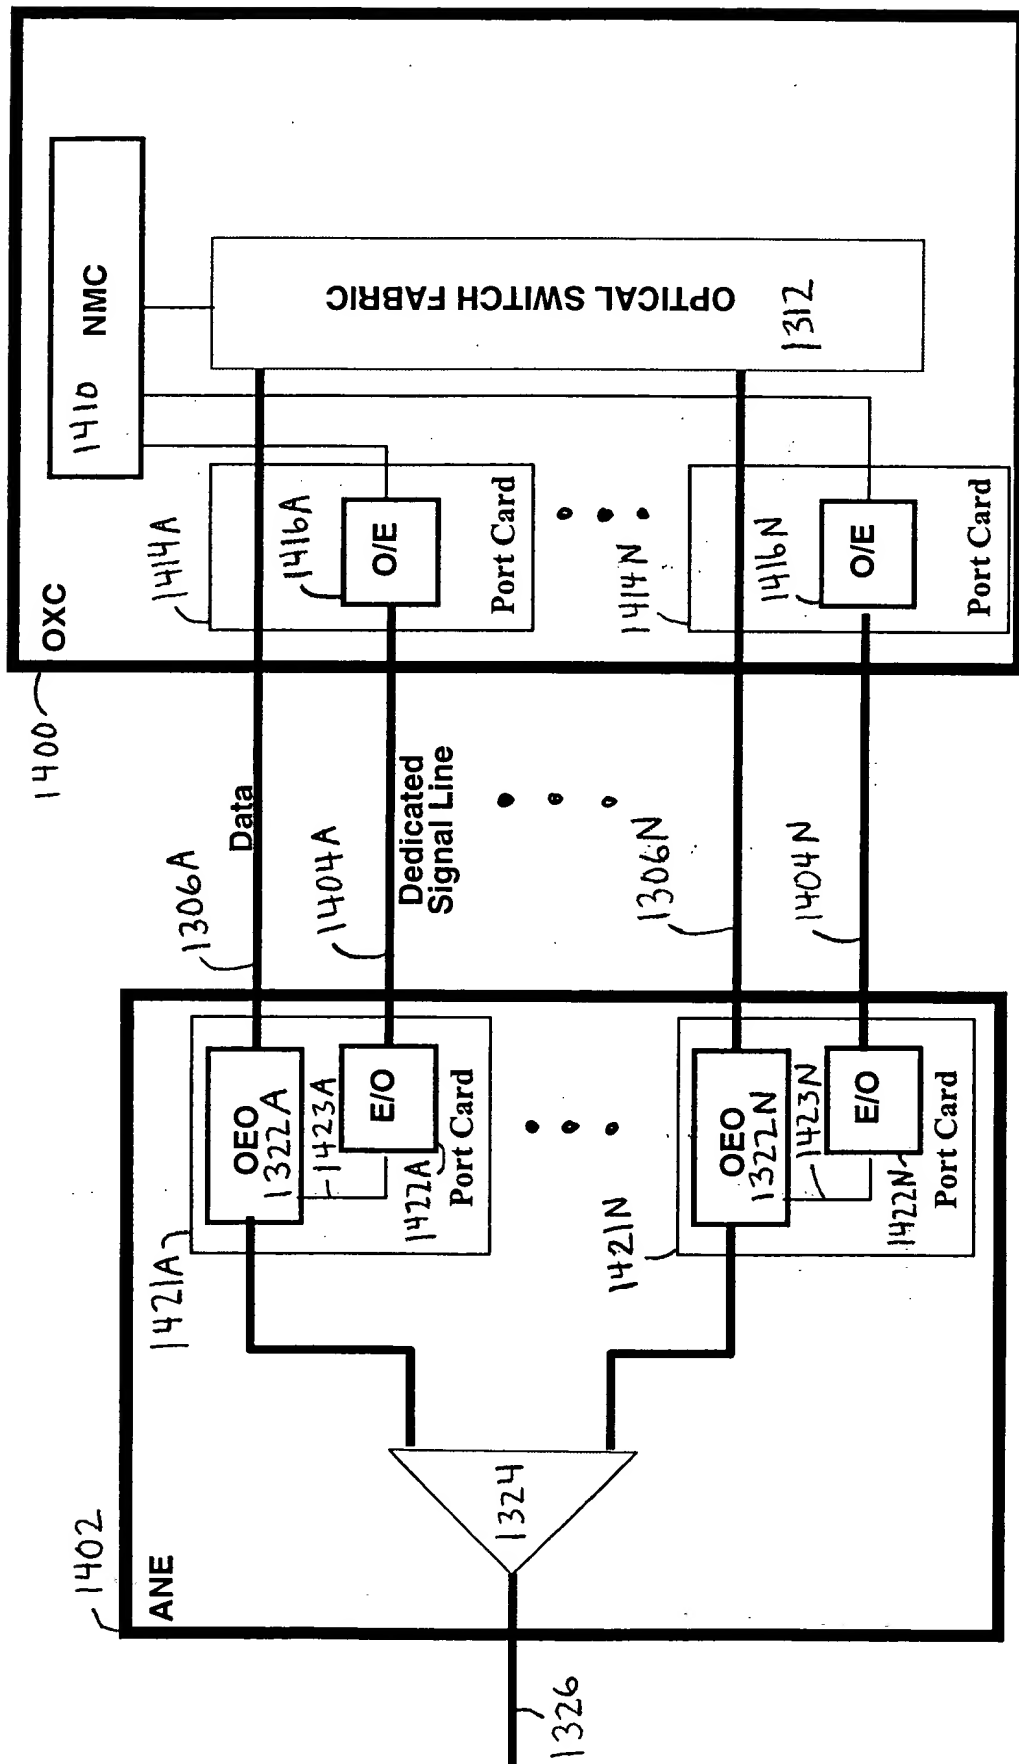 1400
OXC
1410 NMC
OPTICAL SWITCH FABRIC
1312
1414A
1416A
O/E
Port Card
1414N
1416N
O/E
Port Card
1306A
Data
1404A
Dedicated
Signal Line
1306N
1404N
1402
ANE
1421A
OEO
1322A
1423A
E/O
1422A
Port Card
1421N
OEO
1322N
1423N
E/O
1422N
Port Card
1324
1326